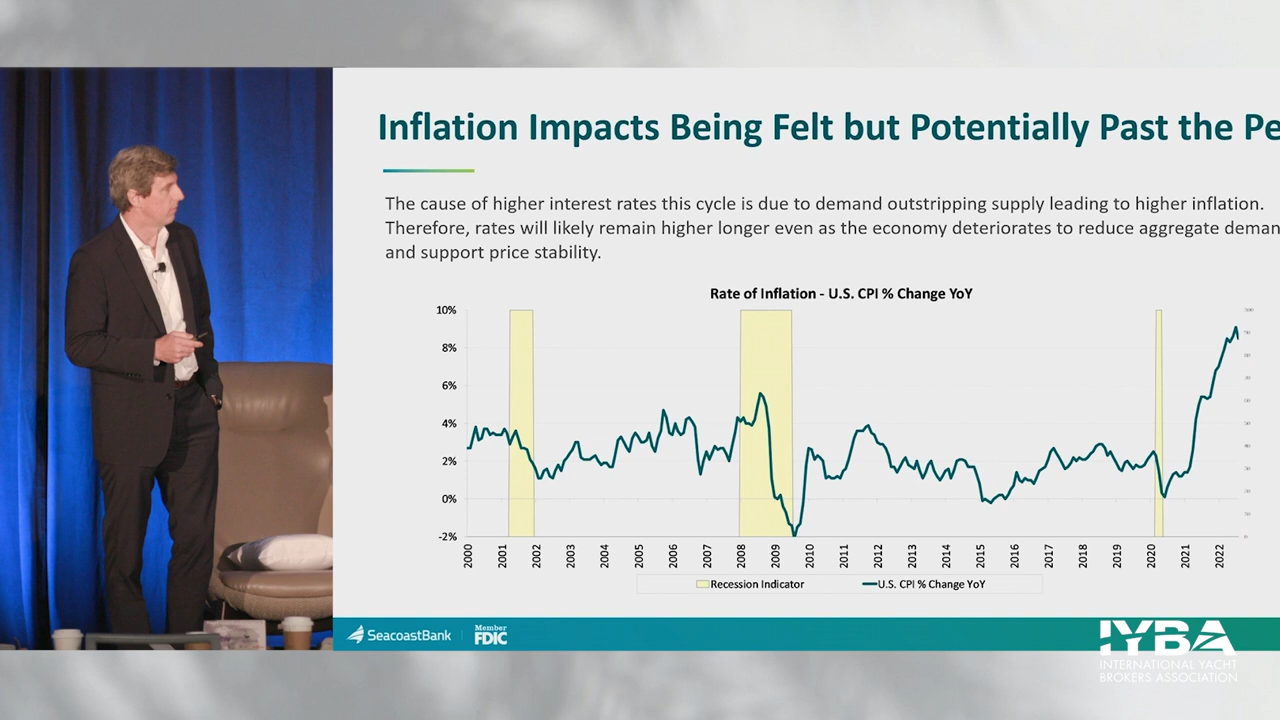 Inflation Impacts Being Felt but Potentially Past the Pe
The cause of higher interest rates this cycle is due to demand outstripping supply leading to higher inflation.
Therefore, rates will likely remain higher longer even as the economy deteriorates to reduce aggregate deman
and support price stability.
Rate of Inflation - U.S. CPI % Change YoY
10%
8%
6%
4%
2%
0%
-2%
2000 2001 2002 2003 2004 2005 2006 2007 2008 2009 2010 2011 2012 2013 2014 2015 2016 2017 2018 2019 2020 2021 2022
Recession Indicator U.S. CPI % Change YoY
SeacoastBank
Member
FDIC
IYBA
INTERNATIONAL YACHT
BROKERS ASSOCIATION